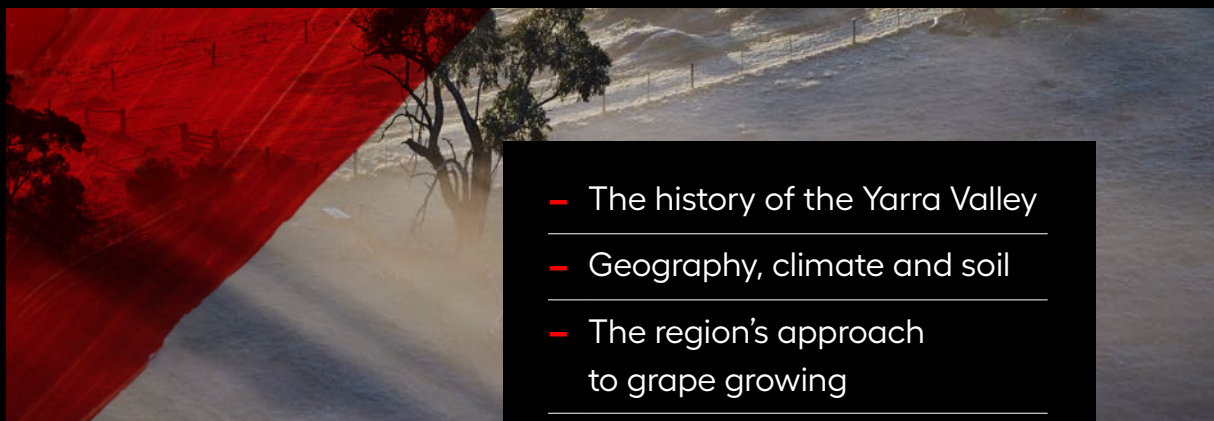 – The history of the Yarra Valley
– Geography, climate and soil
– The region’s approach
to grape growing